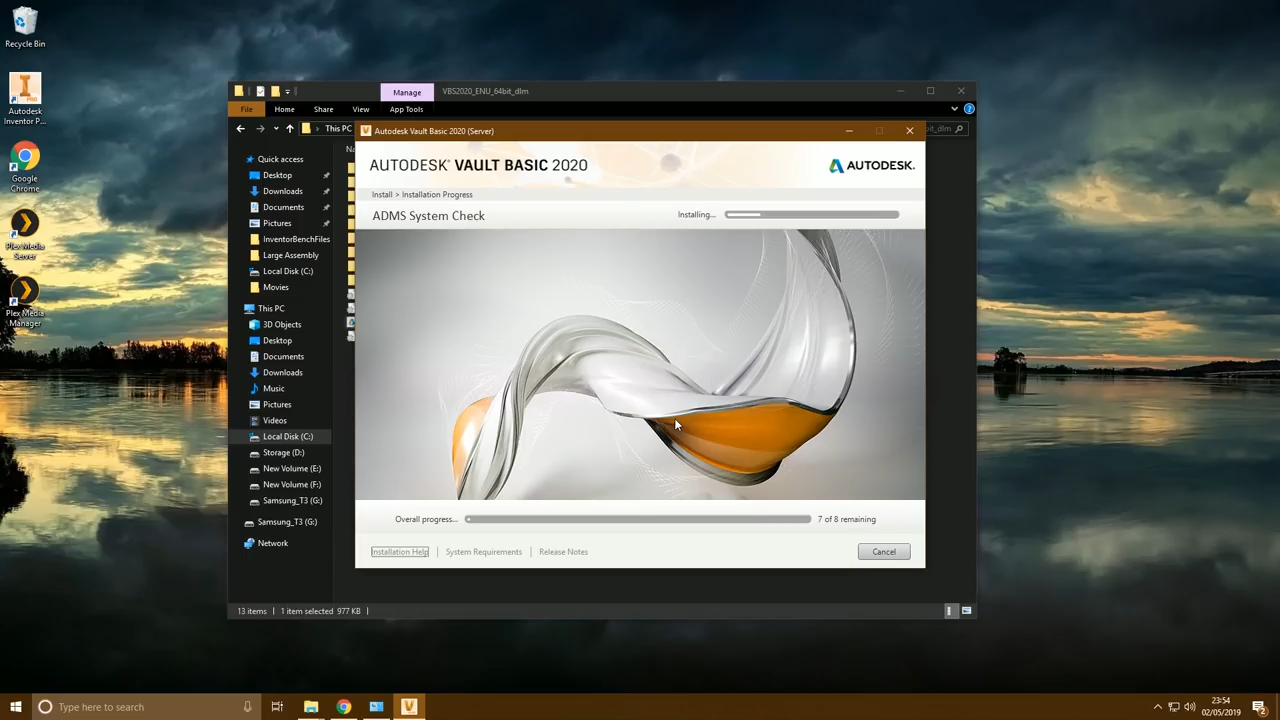 Recycle Bin
Autodesk
Inventor P...
Google
Chrome
Plex Media
Server
Plex Media
Manager
Manage
VBS2020_ENU_64bit_dlm
File
Home
Share
View
App Tools
This PC
bit_dlm
Quick access
Desktop
Downloads
Documents
Pictures
InventorBenchFiles
Large Assembly
Local Disk (C:)
Movies
This PC
3D Objects
Desktop
Documents
Downloads
Music
Pictures
Videos
Local Disk (C:)
Storage (D:)
New Volume (E:)
New Volume (F:)
Samsung_T3 (G:)
Samsung_T3 (G:)
Network
13 items
1 item selected 977 KB
Autodesk Vault Basic 2020 (Server)
AUTODESK® VAULT BASIC 2020
AUTODESK.
Install > Installation Progress
ADMS System Check
Installing...
Overall progress...
7 of 8 remaining
Installation Help
System Requirements
Release Notes
Cancel
Type here to search
23:54
02/05/2019
2